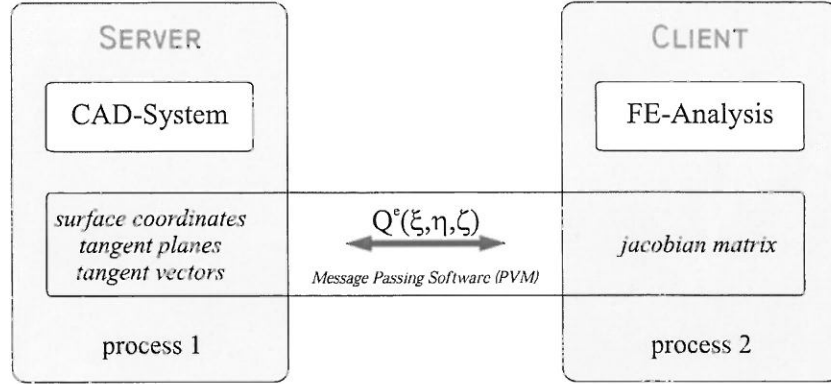 SERVER
CLIENT
CAD-System
FE-Analysis
surface coordinates
tangent planes
tangent vectors
Qᵉ(ξ,η,ζ)
Message Passing Software (PVM)
jacobian matrix
process 1
process 2